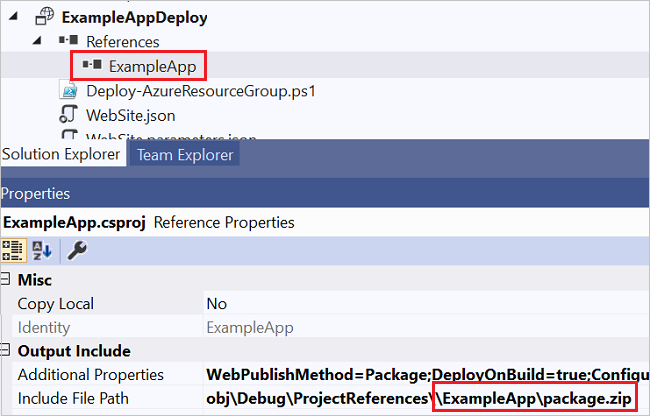 ExampleAppDeploy
References
ExampleApp
Deploy-AzureResourceGroup.ps1
WebSite.json
WebSite.parameters.json
Solution Explorer Team Explorer
Properties
ExampleApp.csproj Reference Properties
Misc
Copy Local No
Identity ExampleApp
Output Include
Additional Properties WebPublishMethod=Package;DeployOnBuild=true;Configu
Include File Path obj\Debug\ProjectReferences\\ExampleApp\package.zip